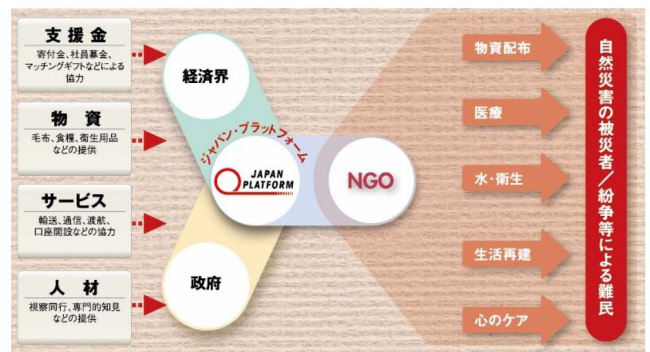 支援金
寄付金、社員募金、
マッチングギフトなどによる
協力
物資
毛布、食糧、衛生用品
などの提供
サービス
輸送、通信、渡航、
口座開設などの協力
人材
視察同行、専門的知見
などの提供
経済界
ジャパン・プラットフォーム
JAPAN
PLATFORM
政府
NGO
物資配布
医療
水・衛生
生活再建
心のケア
自然災害の被災者／紛争等による難民